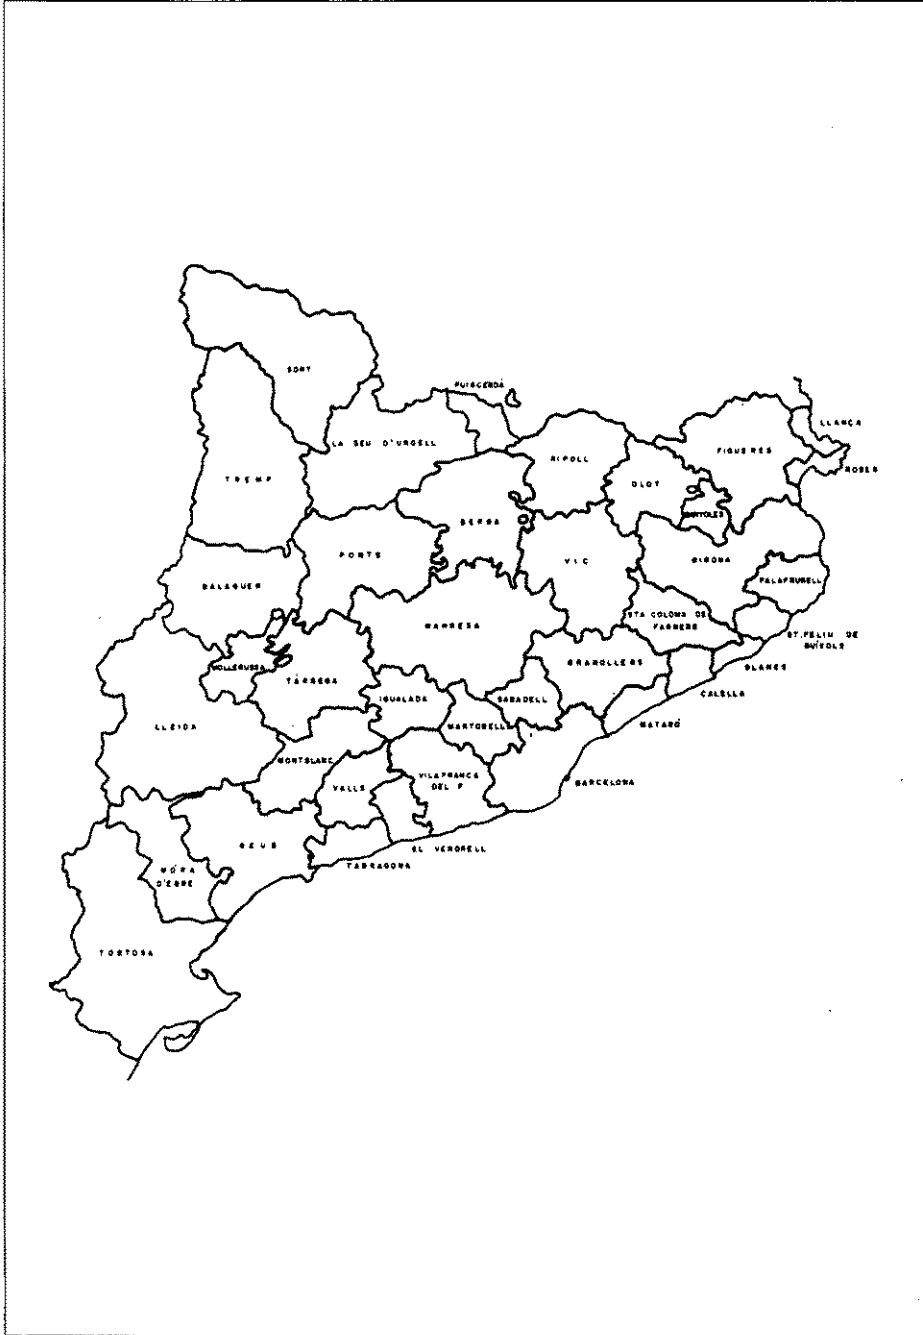 SORT
PUIGCERDÀ
LLANÇÀ
LA SEU D'URGELL
RIPOLL
FIGUERES
ROSES
TREMP
OLOT
BERGA
BANYOLES
PONTS
VIC
GIRONA
BALAGUER
PALAFRUGELL
STA COLOMA DE
FARNERS
MANRESA
ST. FELIU DE
GUÍXOLS
MOLLERUSSA
GRANOLLERS
BLANES
TÀRREGA
CALELLA
IGUALADA
SABADELL
LLEIDA
MARTORELL
MATARÓ
MONTBLANC
VILAFRANCA
DEL P
VALLS
BARCELONA
REUS
EL VENDRELL
TARRAGONA
MÓRA
D'EBRE
TORTOSA